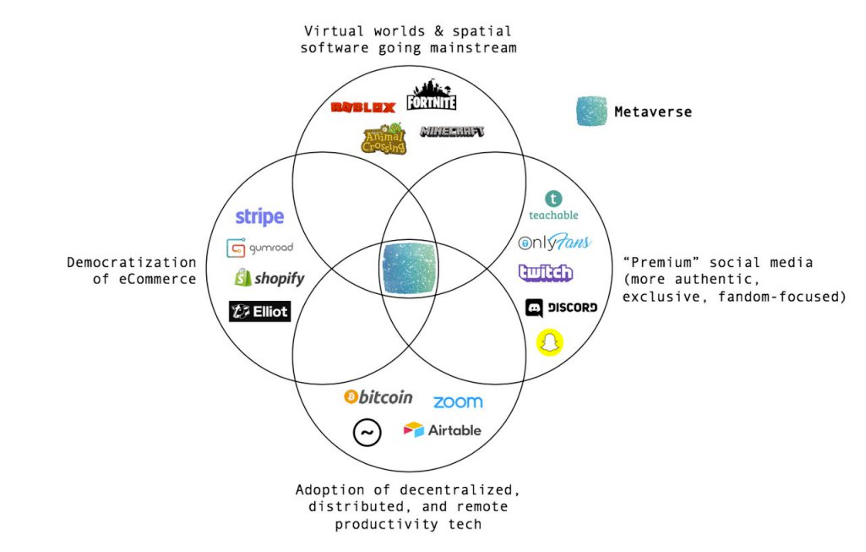 Virtual worlds & spatial
software going mainstream
ROBLOX
FORTNITE
Animal
Crossing
MINECRAFT
Metaverse
stripe
gumroad
shopify
Elliot
Democratization
of eCommerce
t
teachable
OnlyFans
twitch
DISCORD
“Premium” social media
(more authentic,
exclusive, fandom-focused)
bitcoin
zoom
~
Airtable
Adoption of decentralized,
distributed, and remote
productivity tech